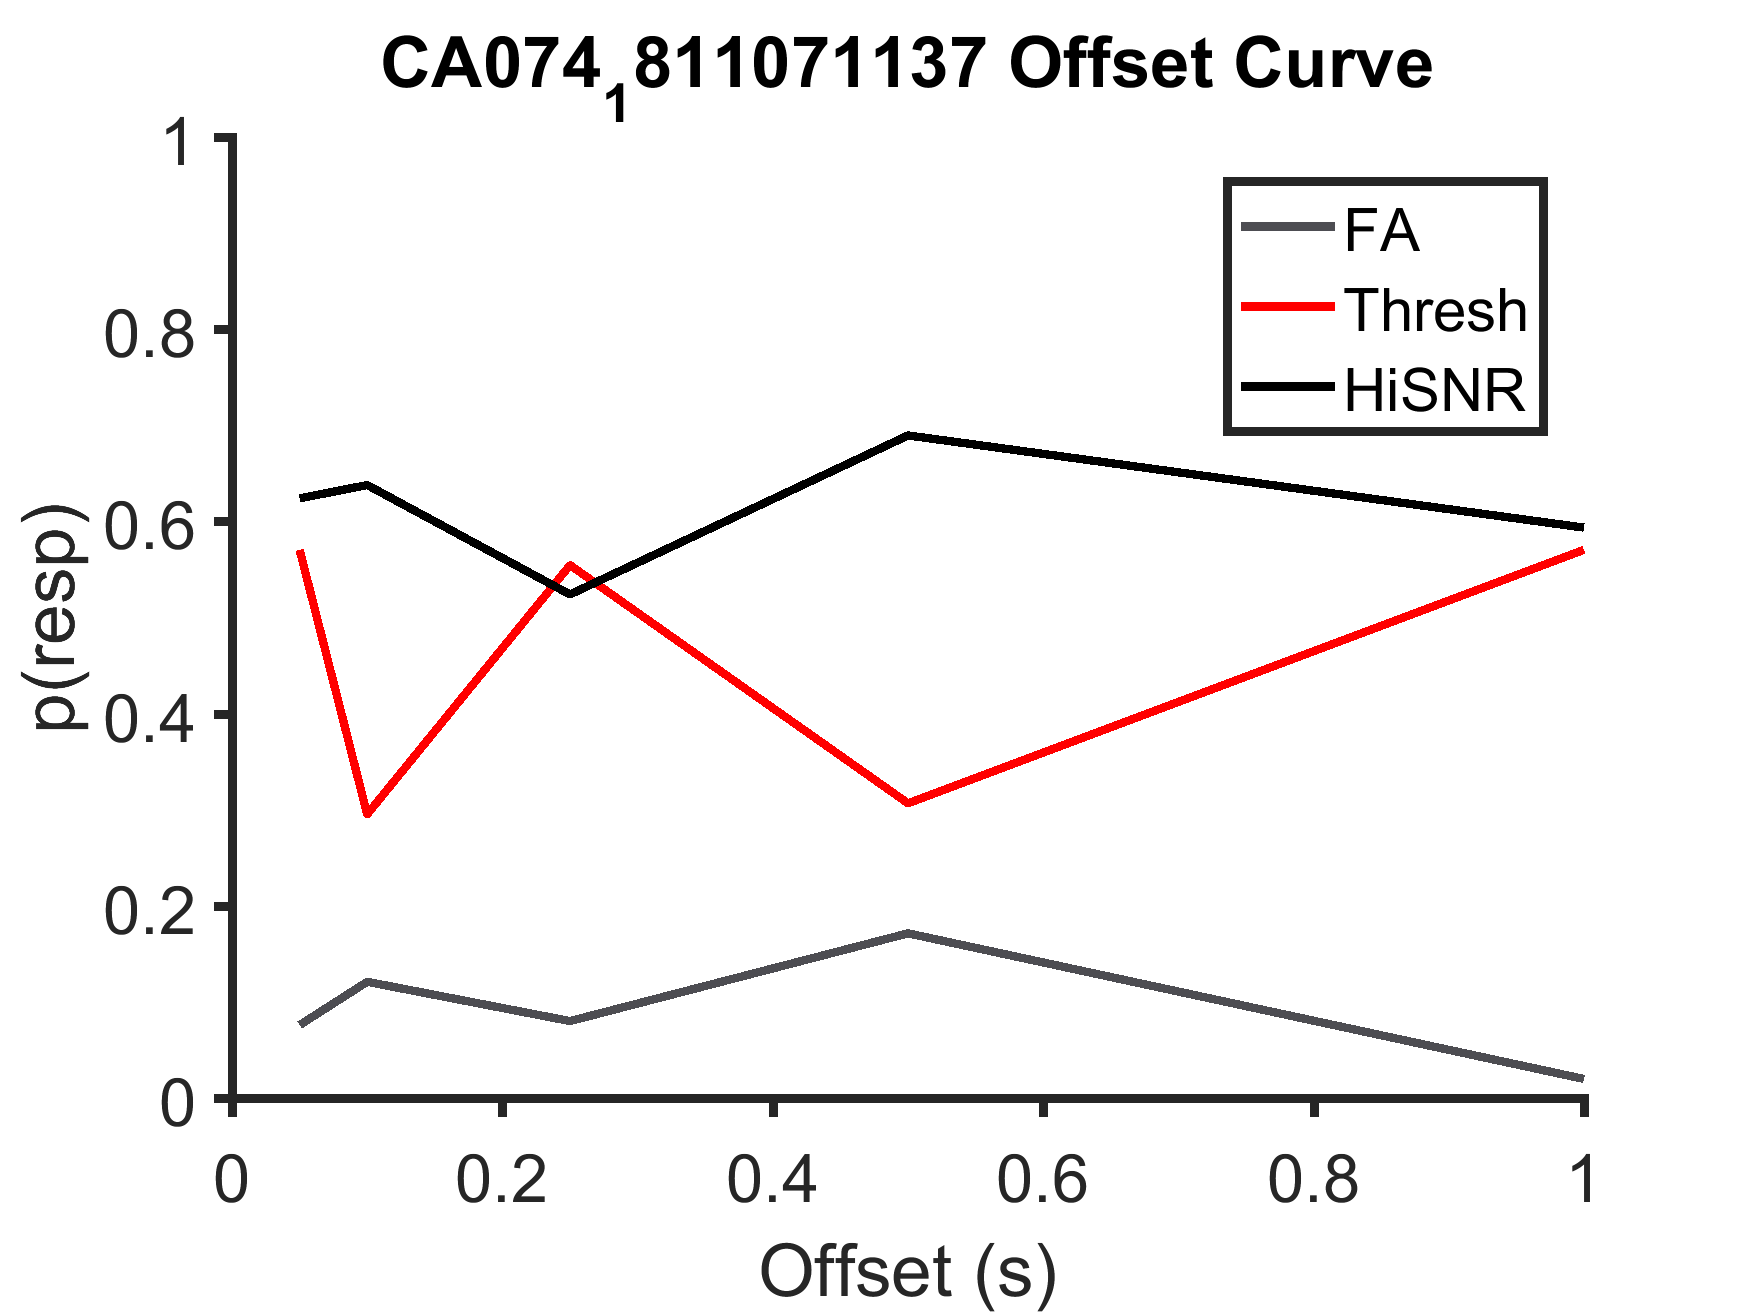 CA074₁811071137 Offset Curve
1
0.8
0.6
0.4
0.2
0
p(resp)
FA
Thresh
HiSNR
0 0.2 0.4 0.6 0.8 1
Offset (s)